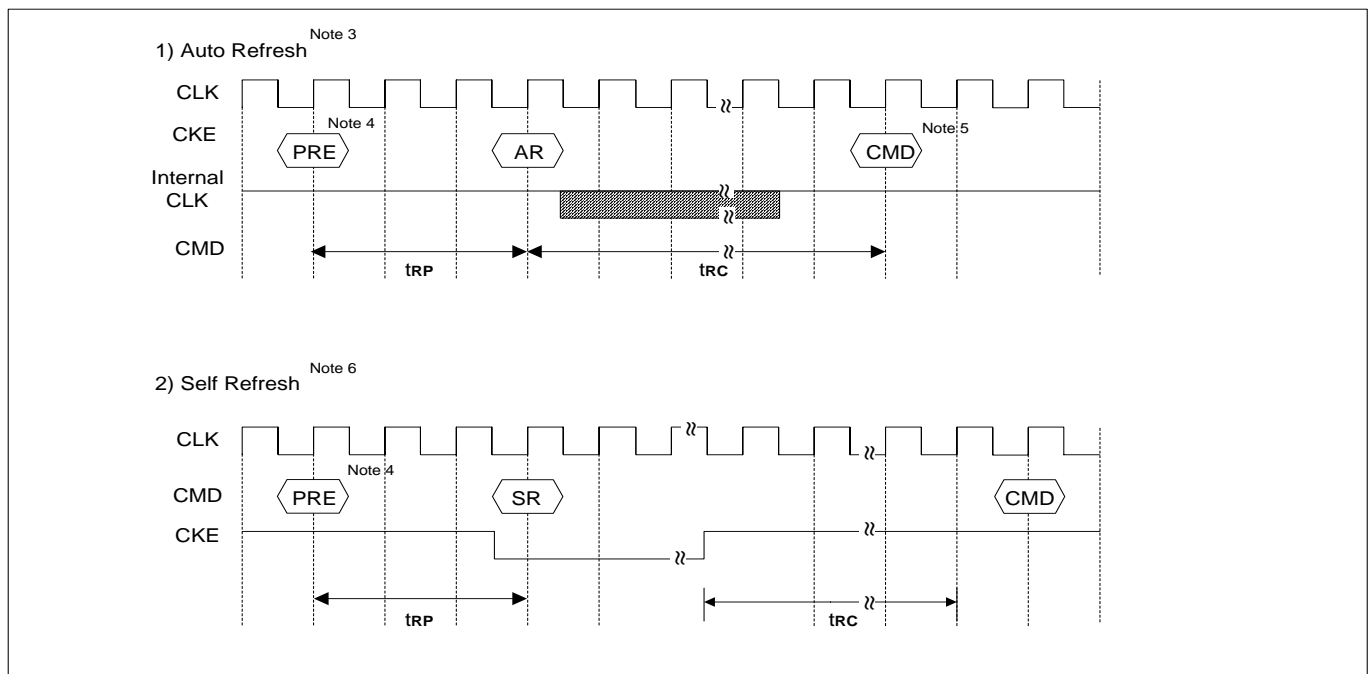 1) Auto Refresh Note 3
CLK
CKE
Note 4
Note 5
PRE
AR
CMD
Internal
CLK
CMD
tRP
tRC
2) Self Refresh Note 6
CLK
Note 4
CMD
PRE
SR
CMD
CKE
tRP
tRC